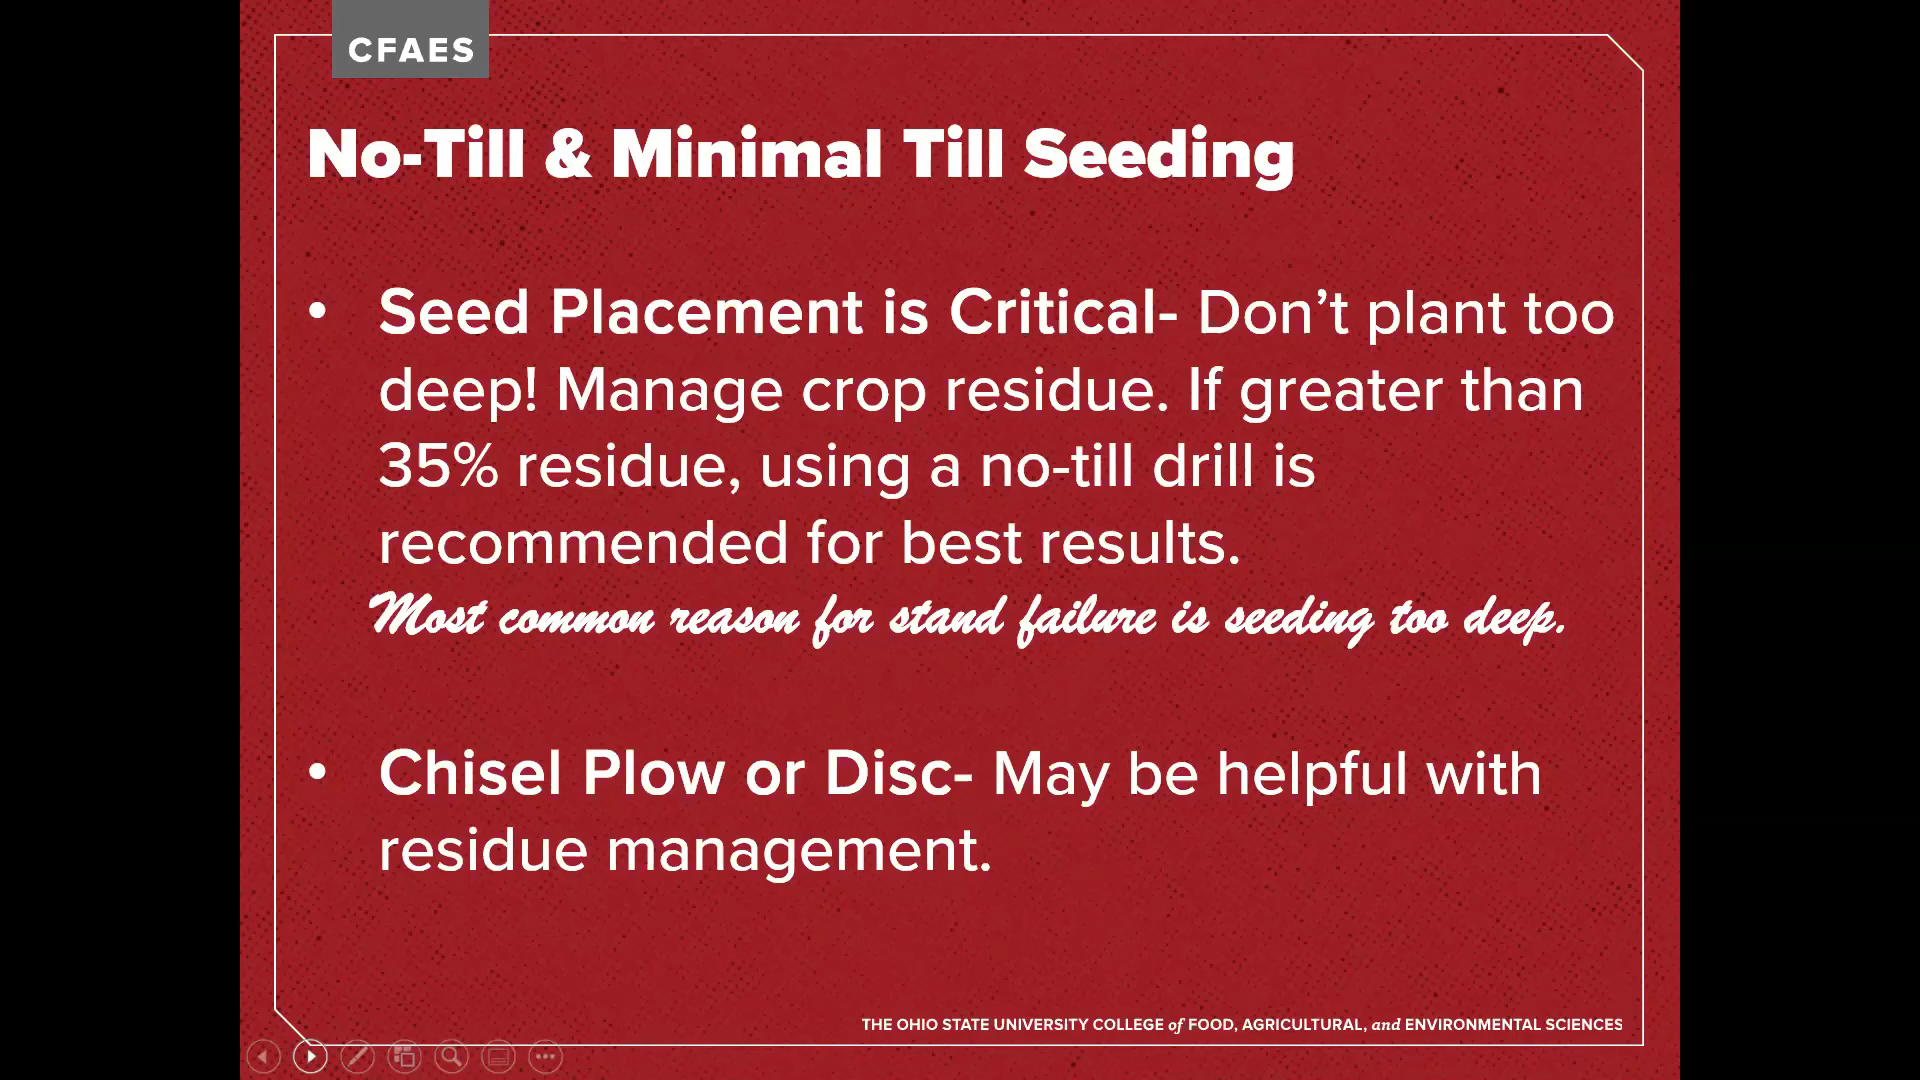 CFAES
No-Till & Minimal Till Seeding
• Seed Placement is Critical- Don’t plant too
deep! Manage crop residue. If greater than
35% residue, using a no-till drill is
recommended for best results.
Most common reason for stand failure is seeding too deep.
• Chisel Plow or Disc- May be helpful with
residue management.
THE OHIO STATE UNIVERSITY COLLEGE of FOOD, AGRICULTURAL, and ENVIRONMENTAL SCIENCES